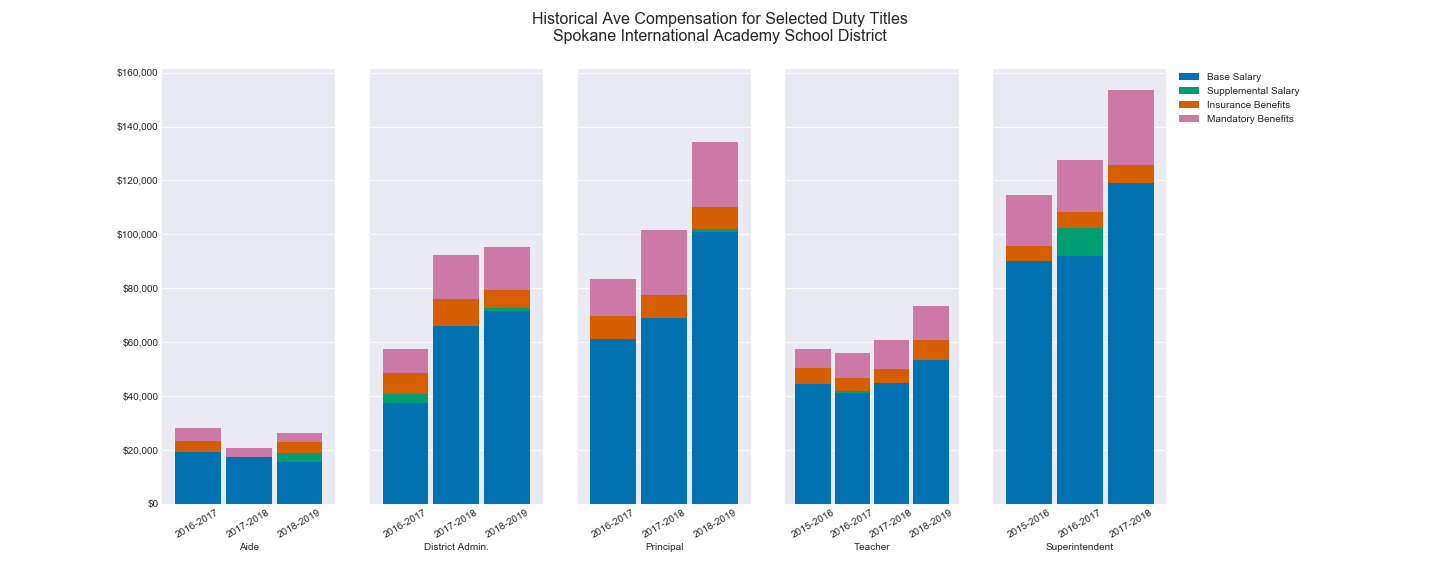 Historical Ave Compensation for Selected Duty Titles
Spokane International Academy School District
$160,000
$140,000
$120,000
$100,000
$80,000
$60,000
$40,000
$20,000
$0
2016-2017
2017-2018
2018-2019
Aide
2016-2017
2017-2018
2018-2019
District Admin.
2016-2017
2017-2018
2018-2019
Principal
2015-2016
2016-2017
2017-2018
2018-2019
Teacher
2015-2016
2016-2017
2017-2018
Superintendent
Base Salary
Supplemental Salary
Insurance Benefits
Mandatory Benefits